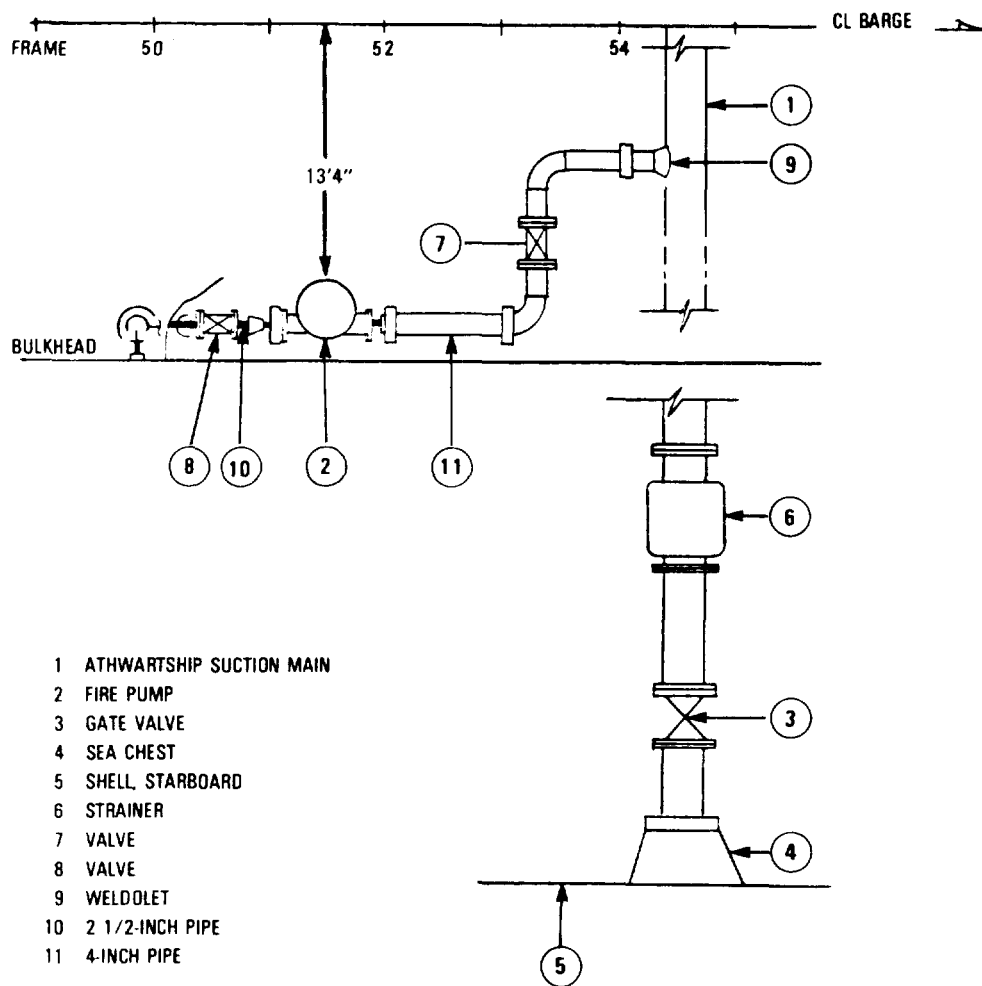 CL BARGE
FRAME 50 52 54
1
9
13'4"
7
BULKHEAD
8 10 2 11
6
3
4
5
1 ATHWARTSHIP SUCTION MAIN
2 FIRE PUMP
3 GATE VALVE
4 SEA CHEST
5 SHELL, STARBOARD
6 STRAINER
7 VALVE
8 VALVE
9 WELDOLET
10 2 1/2-INCH PIPE
11 4-INCH PIPE